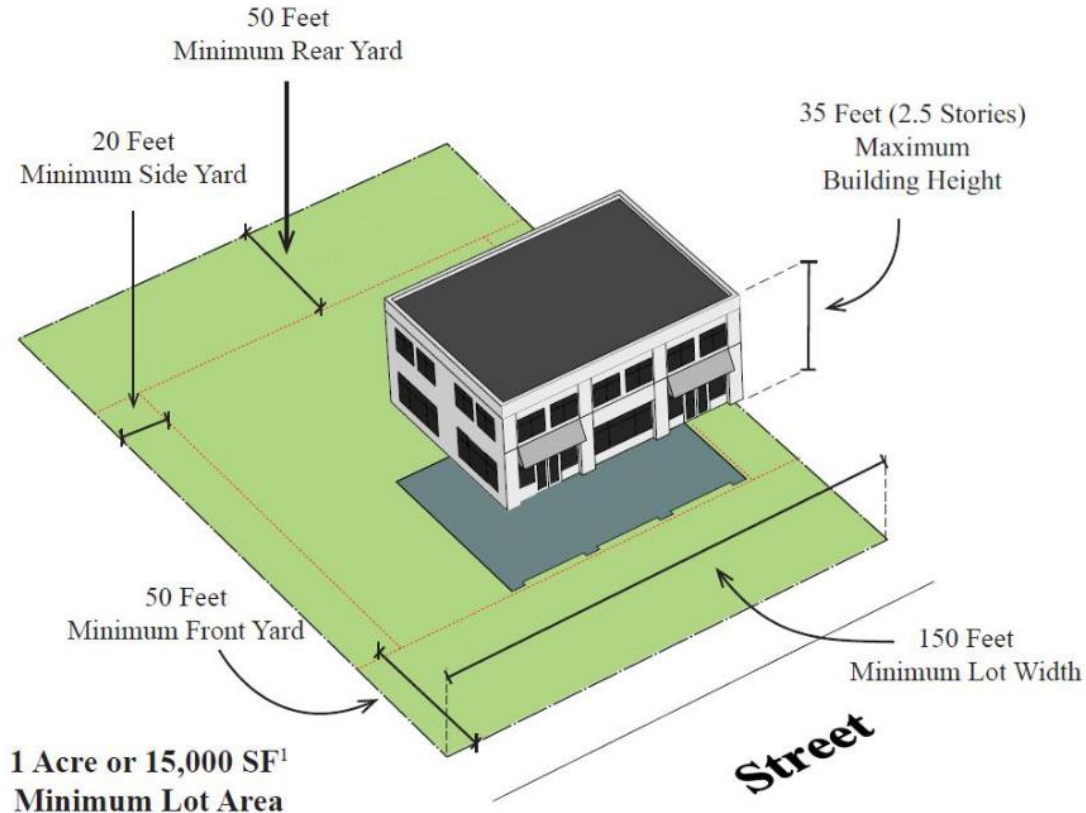 50 Feet
Minimum Rear Yard
20 Feet
Minimum Side Yard
35 Feet (2.5 Stories)
Maximum
Building Height
50 Feet
Minimum Front Yard
150 Feet
Minimum Lot Width
Street
1 Acre or 15,000 SF¹
Minimum Lot Area